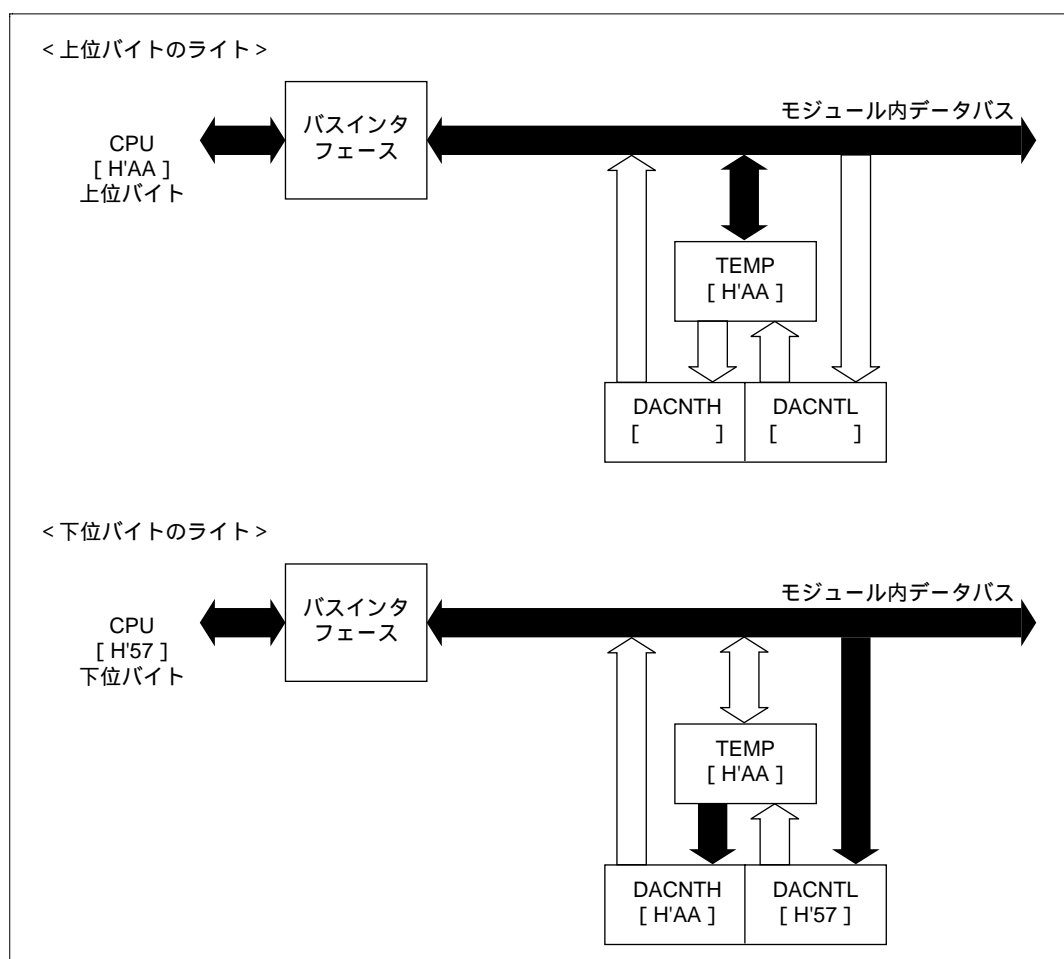 <上位バイトのライト>
モジュール内データバス
バスインタ
フェース
CPU
[ H'AA ]
上位バイト
TEMP
[ H'AA ]
DACNTH
[ ]
DACNTL
[ ]
<下位バイトのライト>
モジュール内データバス
バスインタ
フェース
CPU
[ H'57 ]
下位バイト
TEMP
[ H'AA ]
DACNTH
[ H'AA ]
DACNTL
[ H'57 ]